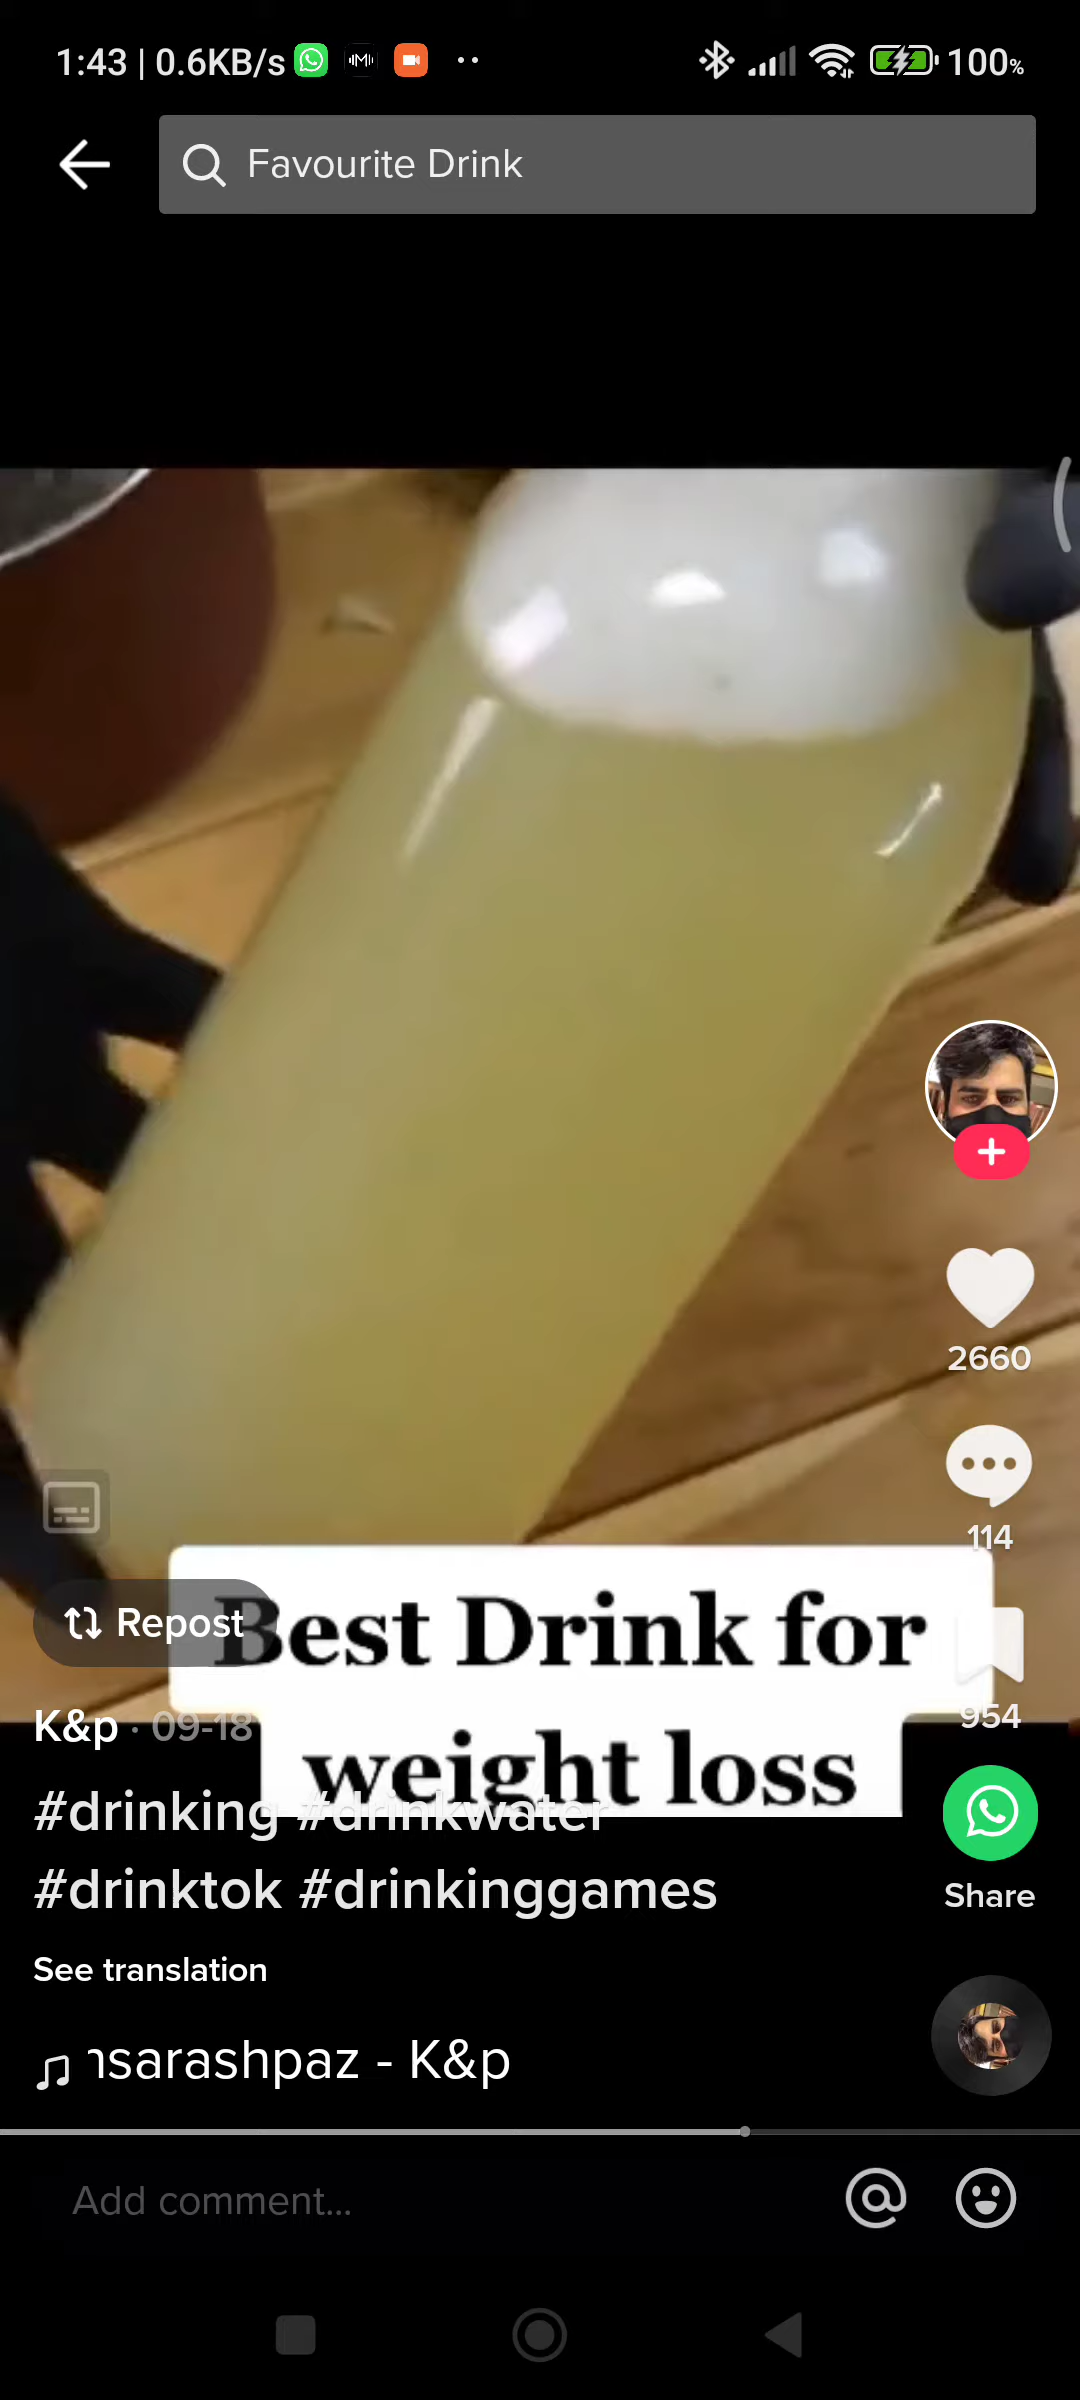 1:43 | 0.6KB/s
100%
Favourite Drink
2660
114
Best Drink for
Repost
954
weight loss
K&p · 09-18
#drinking #drinkwater
#drinktok #drinkinggames
Share
See translation
nsarashpaz - K&p
Add comment...